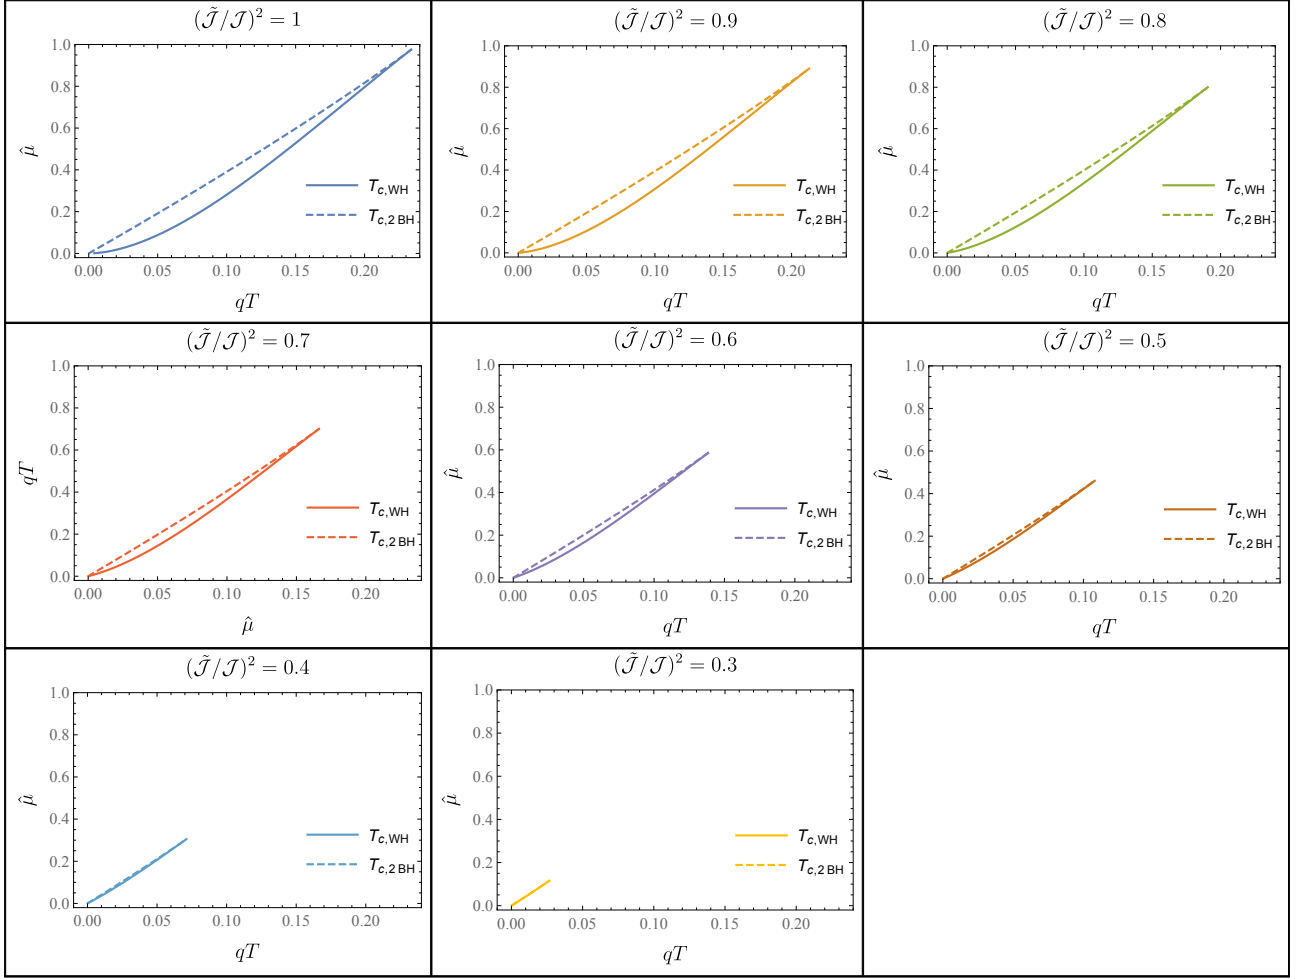 (𝒥̃/𝒥)² = 1
1.0
0.8
0.6
0.4
0.2
0.0
μ̂
T_c,WH
T_c,2 BH
0.00 0.05 0.10 0.15 0.20
qT
(𝒥̃/𝒥)² = 0.9
1.0
0.8
0.6
0.4
0.2
0.0
μ̂
T_c,WH
T_c,2 BH
0.00 0.05 0.10 0.15 0.20
qT
(𝒥̃/𝒥)² = 0.8
1.0
0.8
0.6
0.4
0.2
0.0
μ̂
T_c,WH
T_c,2 BH
0.00 0.05 0.10 0.15 0.20
qT
(𝒥̃/𝒥)² = 0.7
1.0
0.8
0.6
0.4
0.2
0.0
qT
T_c,WH
T_c,2 BH
0.00 0.05 0.10 0.15 0.20
μ̂
(𝒥̃/𝒥)² = 0.6
1.0
0.8
0.6
0.4
0.2
0.0
μ̂
T_c,WH
T_c,2 BH
0.00 0.05 0.10 0.15 0.20
qT
(𝒥̃/𝒥)² = 0.5
1.0
0.8
0.6
0.4
0.2
0.0
μ̂
T_c,WH
T_c,2 BH
0.00 0.05 0.10 0.15 0.20
qT
(𝒥̃/𝒥)² = 0.4
1.0
0.8
0.6
0.4
0.2
0.0
μ̂
T_c,WH
T_c,2 BH
0.00 0.05 0.10 0.15 0.20
qT
(𝒥̃/𝒥)² = 0.3
1.0
0.8
0.6
0.4
0.2
0.0
μ̂
T_c,WH
T_c,2 BH
0.00 0.05 0.10 0.15 0.20
qT